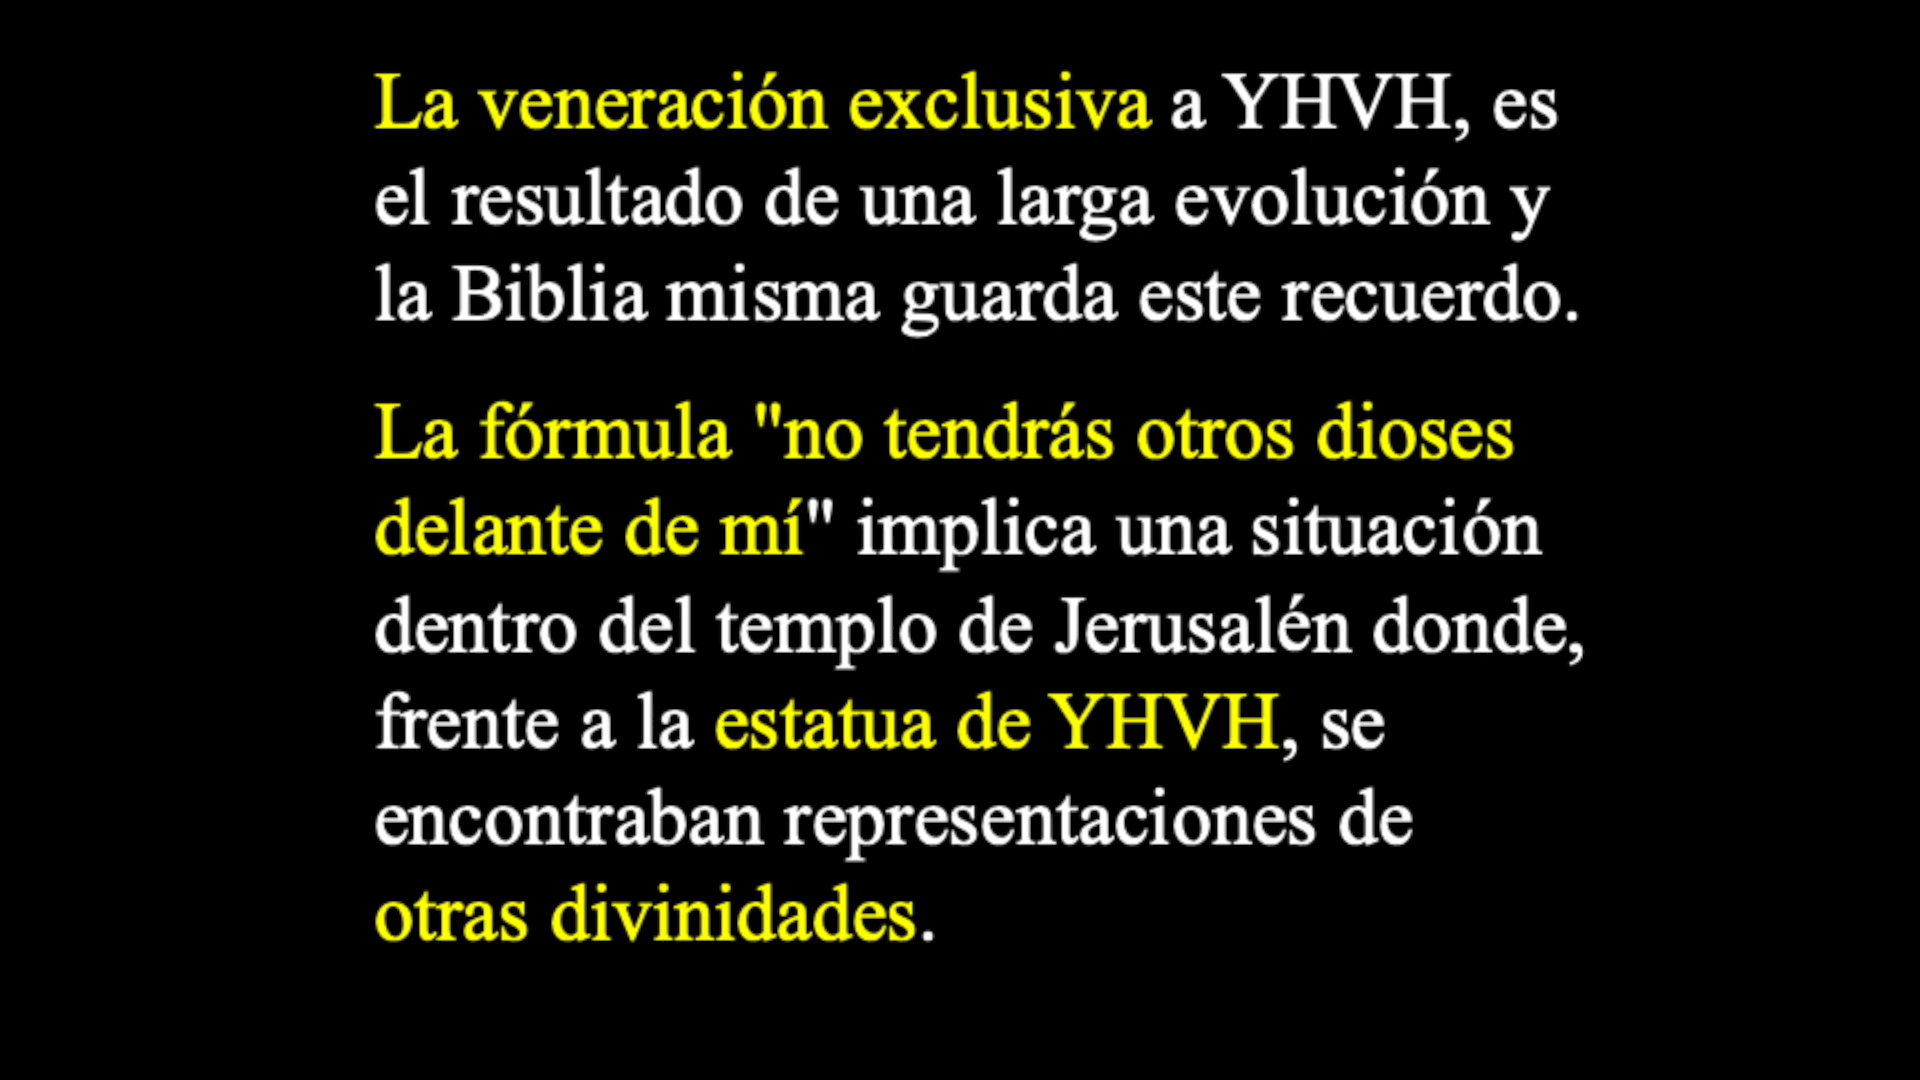 La veneración exclusiva a YHVH, es
el resultado de una larga evolución y
la Biblia misma guarda este recuerdo.
La fórmula "no tendrás otros dioses
delante de mí" implica una situación
dentro del templo de Jerusalén donde,
frente a la estatua de YHVH, se
encontraban representaciones de
otras divinidades.